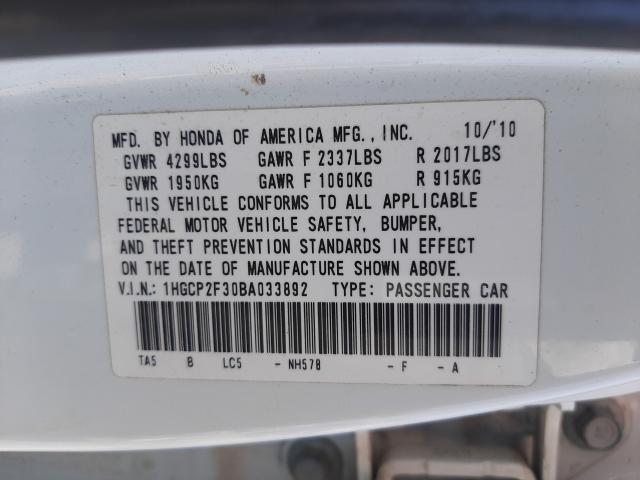 MFD. BY HONDA OF AMERICA MFG., INC. 10/'10
GVWR 4299LBS GAWR F 2337LBS R 2017LBS
GVWR 1950KG GAWR F 1060KG R 915KG
THIS VEHICLE CONFORMS TO ALL APPLICABLE
FEDERAL MOTOR VEHICLE SAFETY, BUMPER,
AND THEFT PREVENTION STANDARDS IN EFFECT
ON THE DATE OF MANUFACTURE SHOWN ABOVE.
V.I.N.: 1HGCP2F30BA033892 TYPE: PASSENGER CAR
TA5 B LC5 - NH578 - F - A